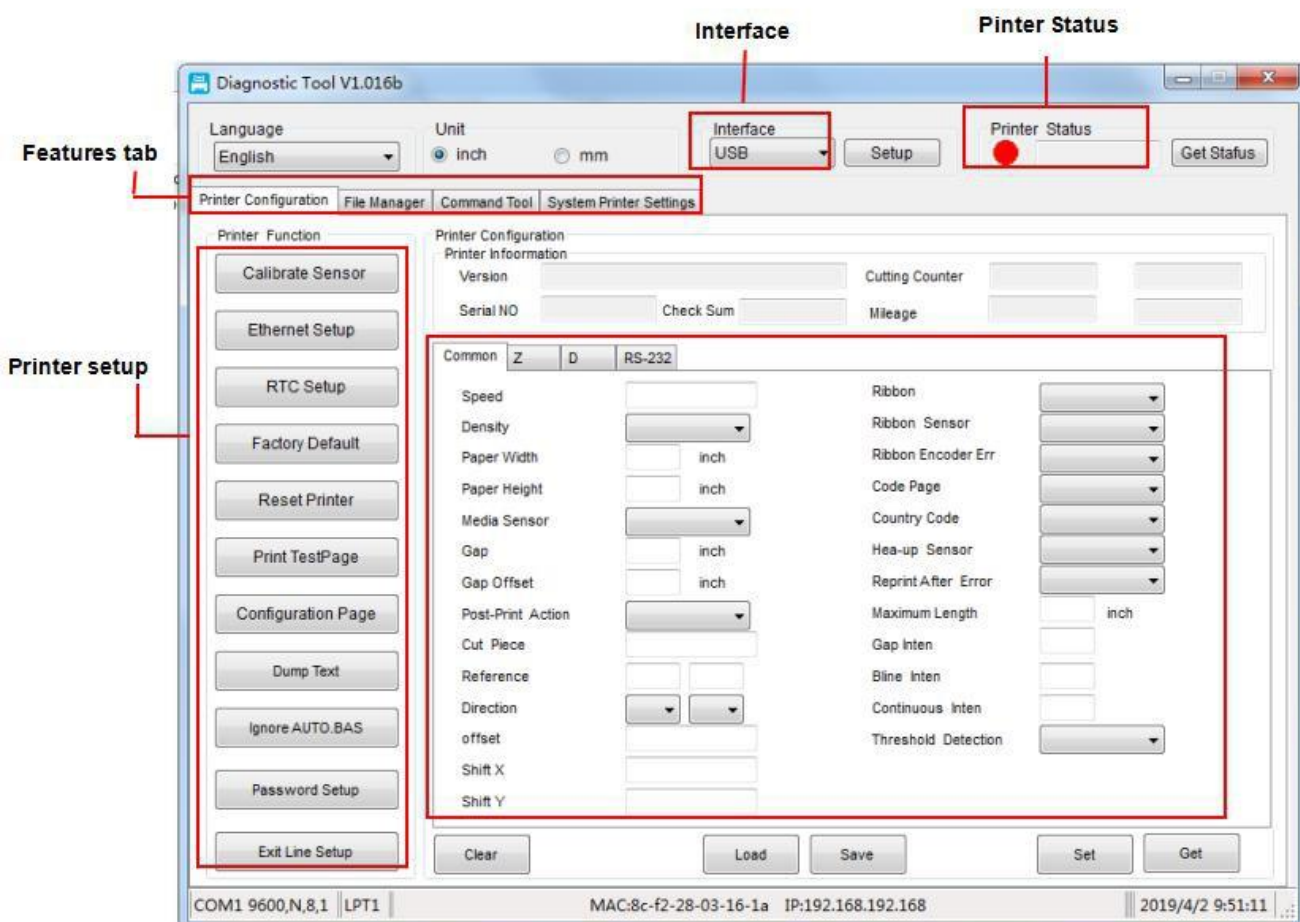 Interface
Pinter Status
Diagnostic Tool V1.016b
Language
Unit
Interface
Printer Status
English
inch
mm
USB
Setup
Get Stafus
Features tab
Printer Configuration
File Manager
Command Tool
System Printer Settings
Printer Function
Printer Configuration
Printer Infoormation
Calibrate Sensor
Version
Cutting Counter
Serial NO
Check Sum
Mileage
Ethernet Setup
Printer setup
RTC Setup
Factory Default
Reset Printer
Print TestPage
Configuration Page
Dump Text
Ignore AUTO.BAS
Password Setup
Exit Line Setup
Common
Z
D
RS-232
Speed
Density
Paper Width inch
Paper Height inch
Media Sensor
Gap inch
Gap Offset inch
Post-Print Action
Cut Piece
Reference
Direction
offset
Shift X
Shift Y
Ribbon
Ribbon Sensor
Ribbon Encoder Err
Code Page
Country Code
Hea-up Sensor
Reprint After Error
Maximum Length inch
Gap Inten
Bline Inten
Continuous Inten
Threshold Detection
Clear
Load
Save
Set
Get
COM1 9600,N,8,1
LPT1
MAC:8c-f2-28-03-16-1a IP:192.168.192.168
2019/4/2 9:51:11